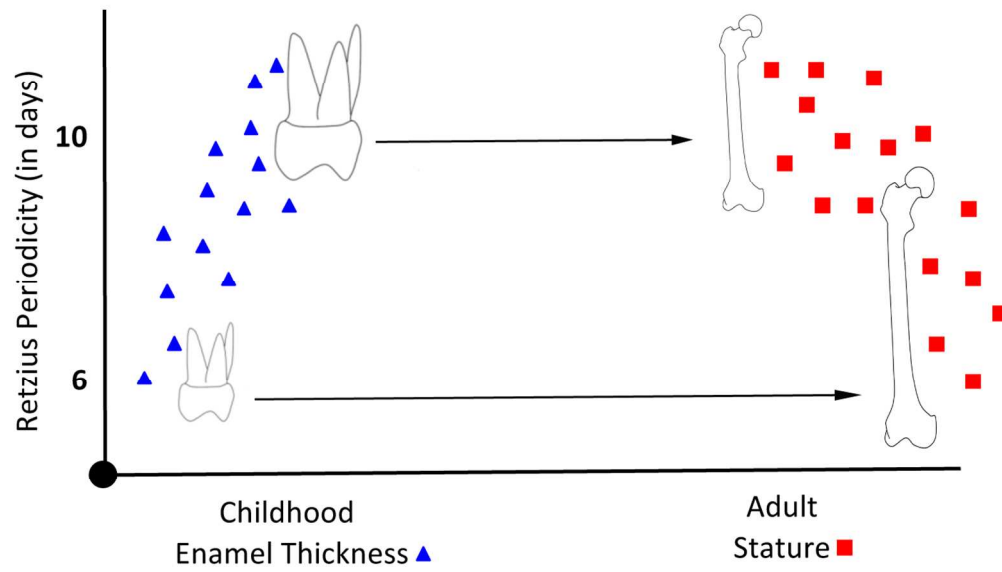 Retzius Periodicity (in days)
10
6
Childhood
Enamel Thickness
Adult
Stature